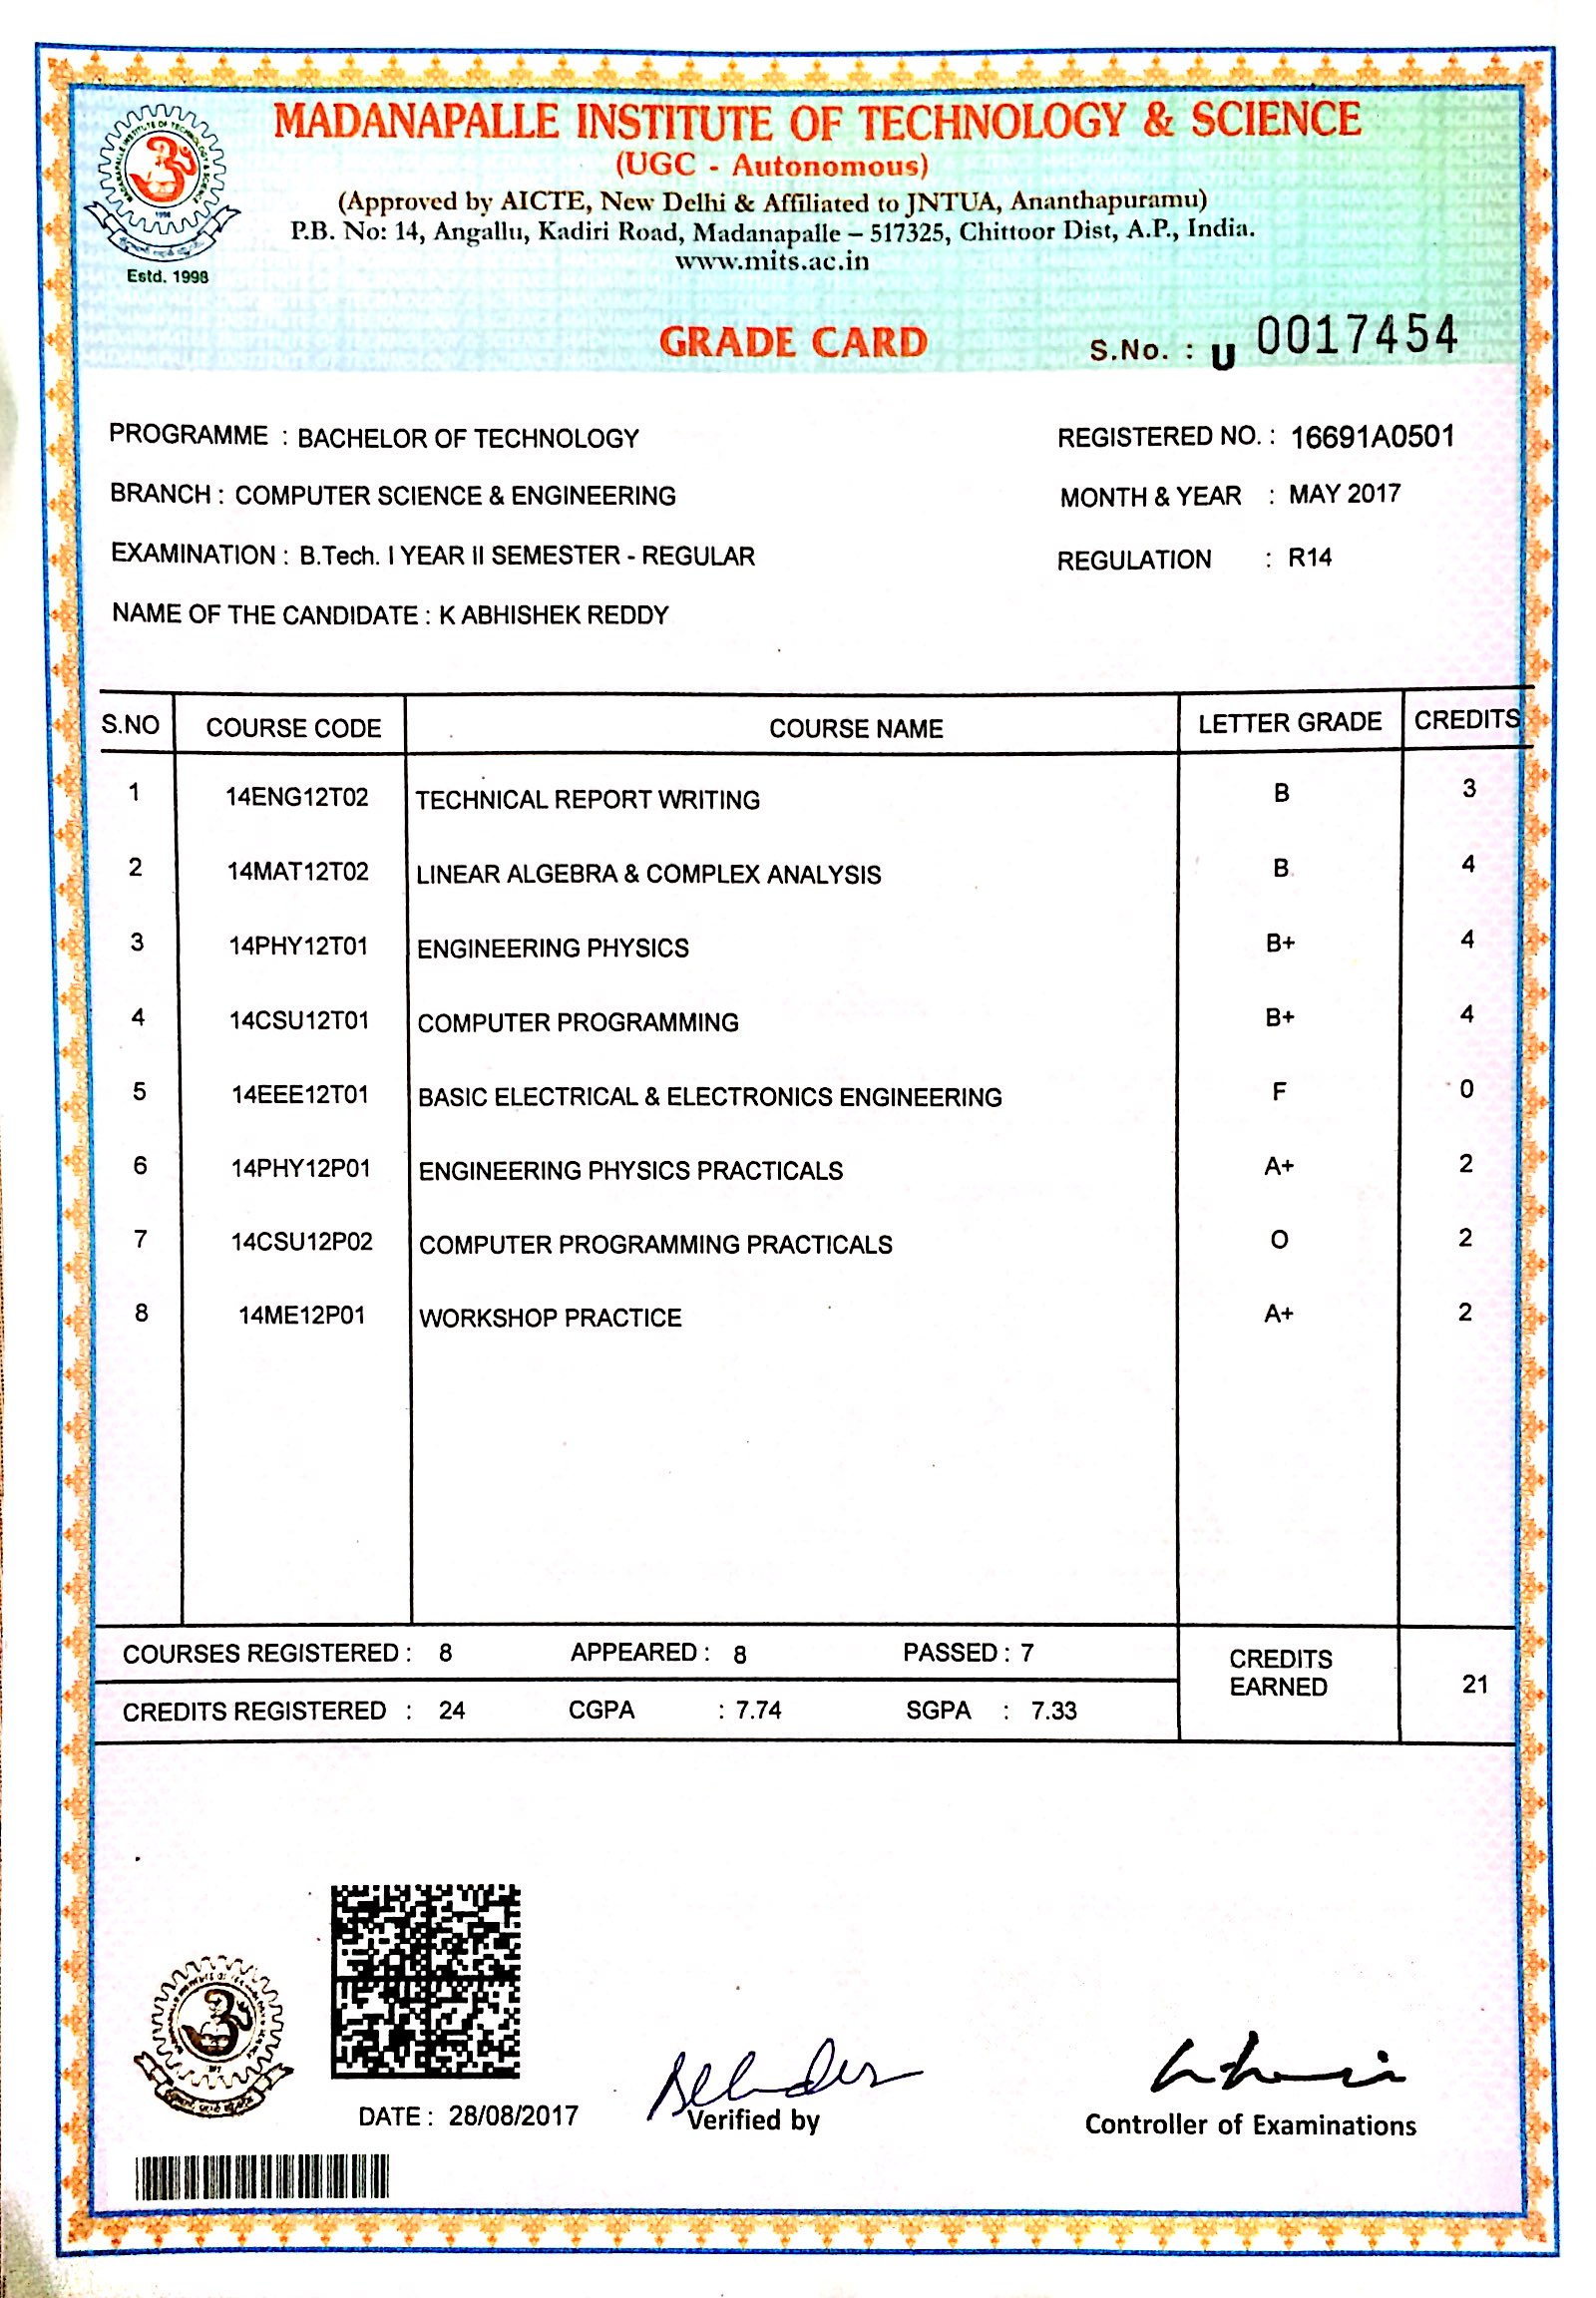 MADANAPALLE INSTITUTE OF TECHNOLOGY & SCIENCE
(UGC - Autonomous)
(Approved by AICTE, New Delhi & Affiliated to JNTUA, Ananthapuramu)
P.B. No: 14, Angallu, Kadiri Road, Madanapalle – 517325, Chittoor Dist, A.P., India.
www.mits.ac.in
Estd. 1998
GRADE CARD
S.No. : U 0017454
PROGRAMME : BACHELOR OF TECHNOLOGY REGISTERED NO. : 16691A0501
BRANCH : COMPUTER SCIENCE & ENGINEERING MONTH & YEAR : MAY 2017
EXAMINATION : B.Tech. I YEAR II SEMESTER - REGULAR REGULATION : R14
NAME OF THE CANDIDATE : K ABHISHEK REDDY
S.NO COURSE CODE COURSE NAME LETTER GRADE CREDITS
1 14ENG12T02 TECHNICAL REPORT WRITING B 3
2 14MAT12T02 LINEAR ALGEBRA & COMPLEX ANALYSIS B 4
3 14PHY12T01 ENGINEERING PHYSICS B+ 4
4 14CSU12T01 COMPUTER PROGRAMMING B+ 4
5 14EEE12T01 BASIC ELECTRICAL & ELECTRONICS ENGINEERING F 0
6 14PHY12P01 ENGINEERING PHYSICS PRACTICALS A+ 2
7 14CSU12P02 COMPUTER PROGRAMMING PRACTICALS O 2
8 14ME12P01 WORKSHOP PRACTICE A+ 2
COURSES REGISTERED : 8 APPEARED : 8 PASSED : 7
CREDITS REGISTERED : 24 CGPA : 7.74 SGPA : 7.33
CREDITS EARNED 21
DATE : 28/08/2017
Verified by
Controller of Examinations